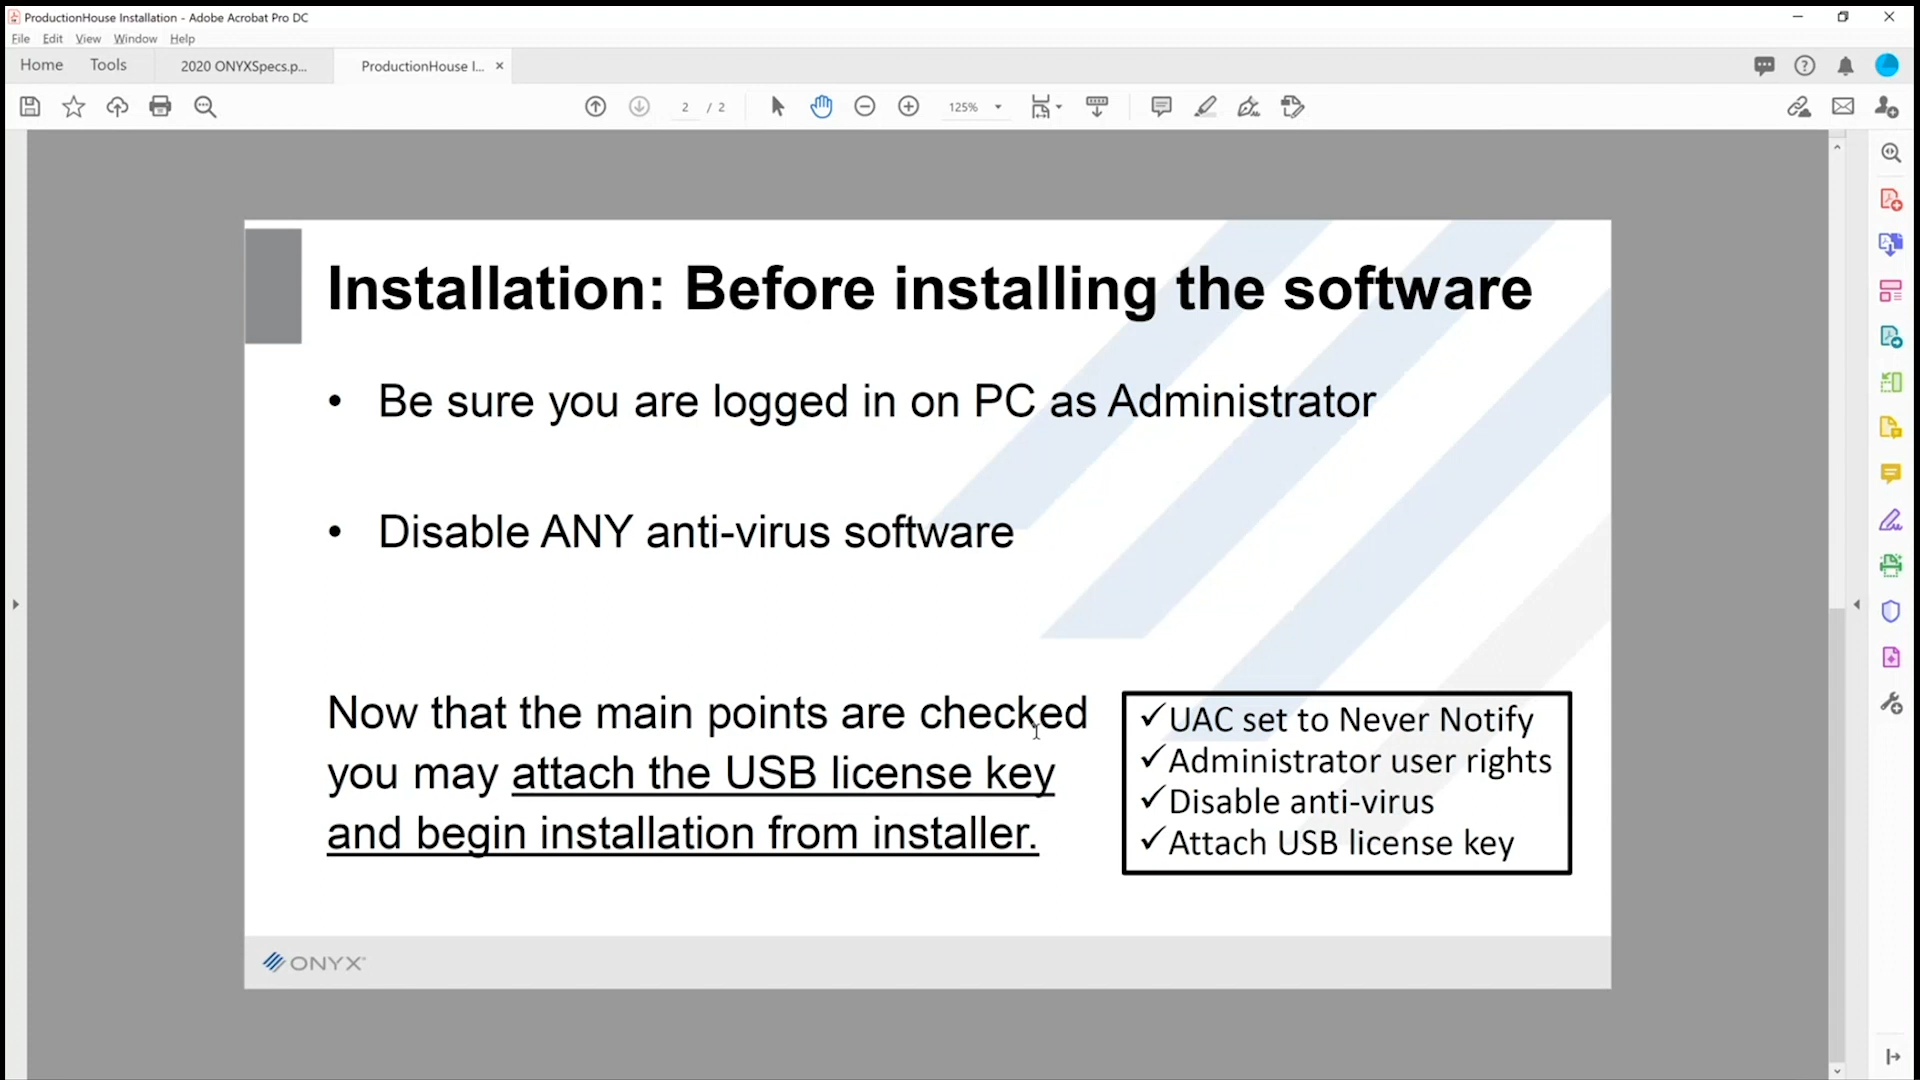 ProductionHouse Installation - Adobe Acrobat Pro DC
File Edit View Window Help
Home Tools 2020 ONYXSpecs.p... ProductionHouse I... ×
2 / 2 125%
Installation: Before installing the software
• Be sure you are logged in on PC as Administrator
• Disable ANY anti-virus software
Now that the main points are checked
you may attach the USB license key
and begin installation from installer.
✓UAC set to Never Notify
✓Administrator user rights
✓Disable anti-virus
✓Attach USB license key
ONYX